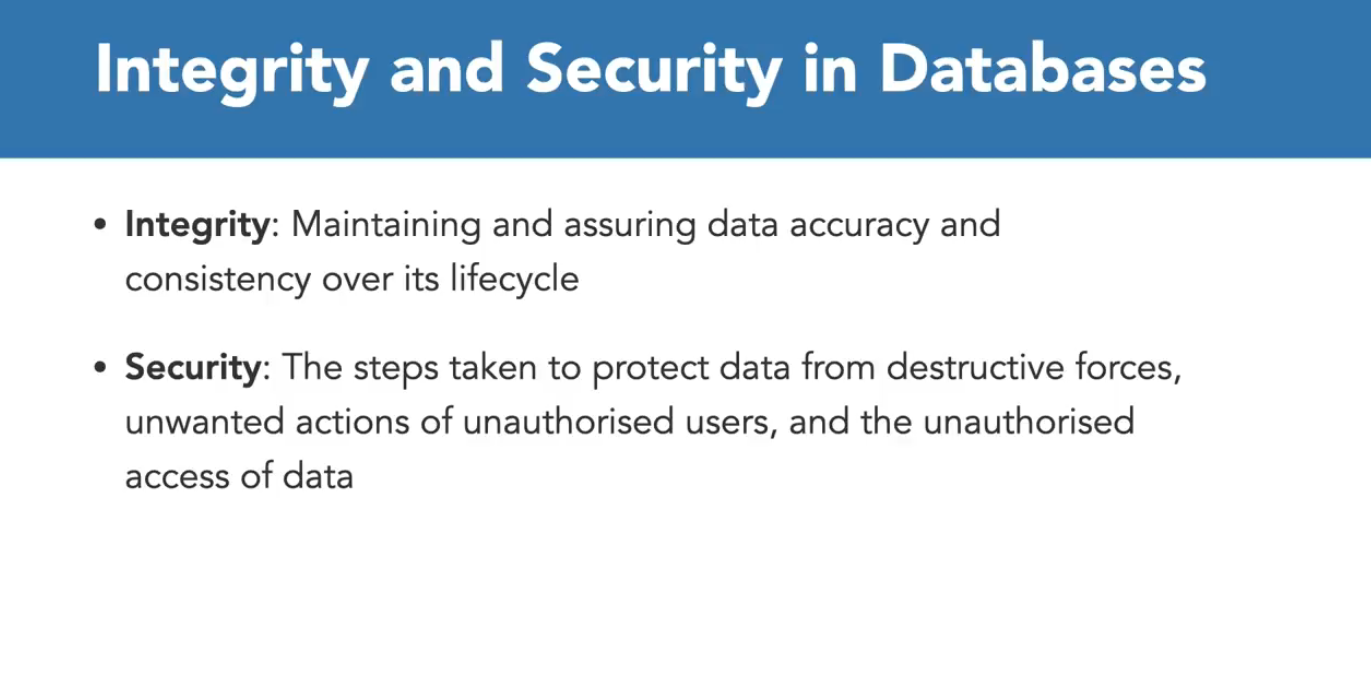 Integrity and Security in Databases
• Integrity: Maintaining and assuring data accuracy and
consistency over its lifecycle
• Security: The steps taken to protect data from destructive forces,
unwanted actions of unauthorised users, and the unauthorised
access of data